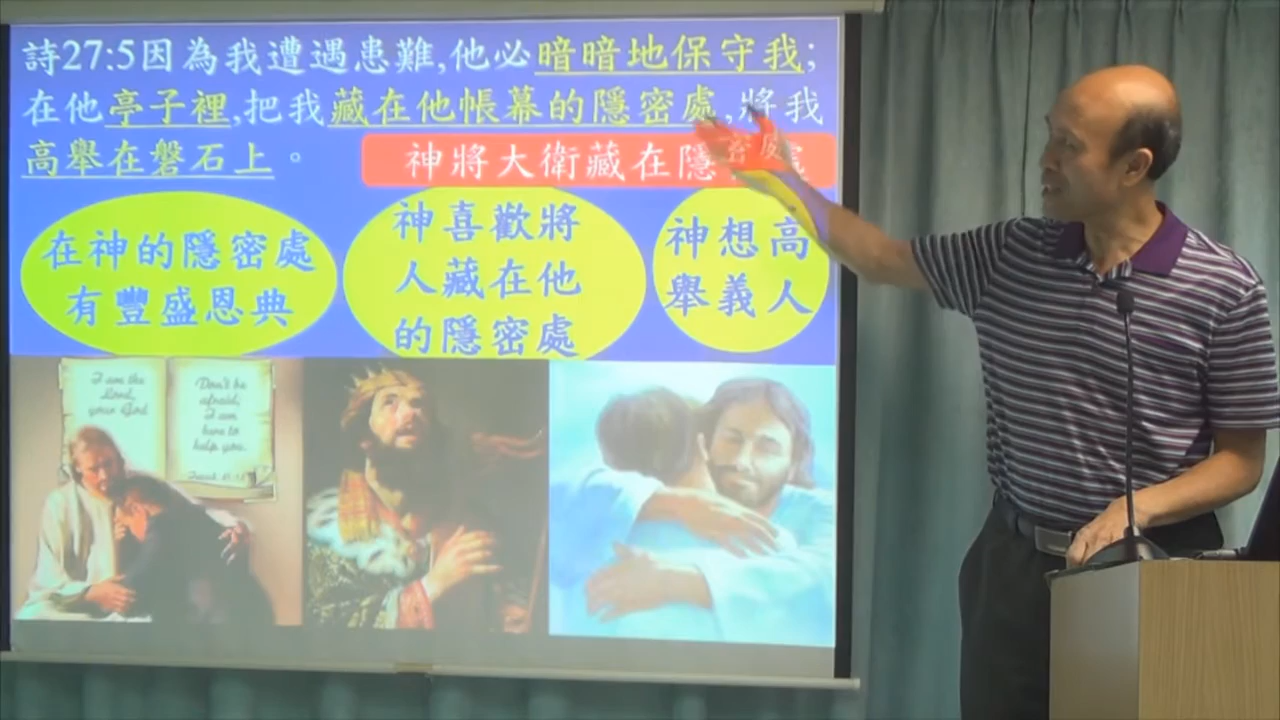 詩27:5因為我遭遇患難,他必暗暗地保守我;
在他亭子裡,把我藏在他帳幕的隱密處,將我
高舉在磐石上。
神將大衛藏在隱密處
在神的隱密處
有豐盛恩典
神喜歡將
人藏在他
的隱密處
神想高
舉義人
I am the
Lord,
your God
Don't be
afraid;
I am
here to
help you.